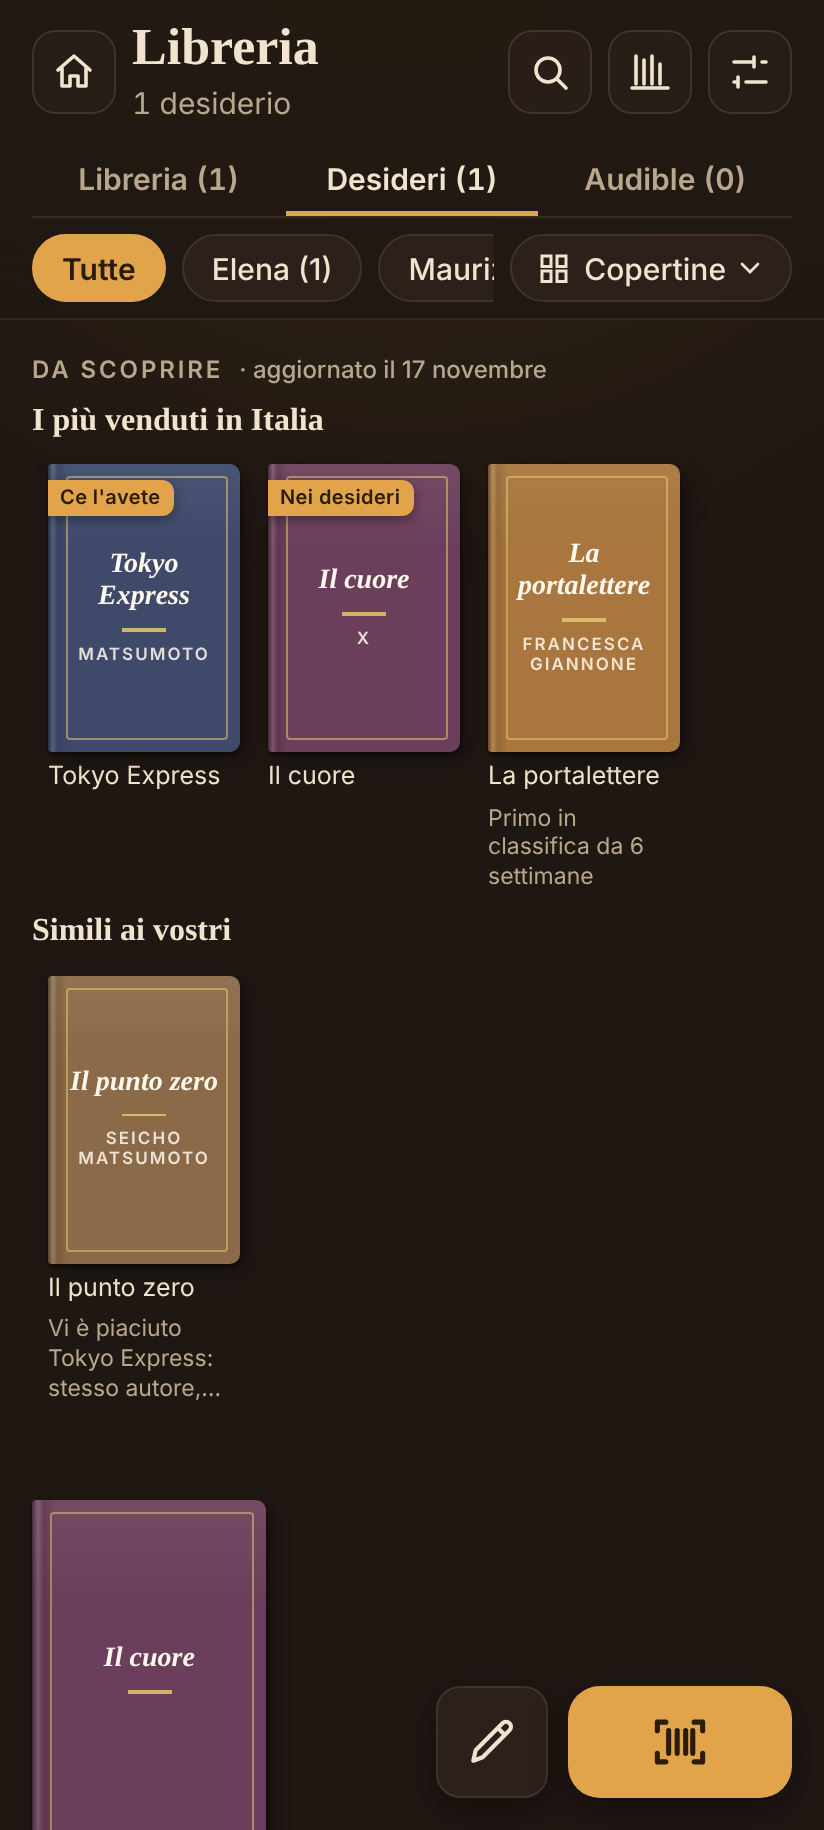 Libreria
1 desiderio
Libreria (1)
Desideri (1)
Audible (0)
Tutte
Elena (1)
Copertine
DA SCOPRIRE · aggiornato il 17 novembre
I più venduti in Italia
Ce l'avete
Tokyo
Express
MATSUMOTO
Tokyo Express
Nei desideri
Il cuore
X
Il cuore
La
portalettere
FRANCESCA
GIANNONE
La portalettere
Primo in
classifica da 6
settimane
Simili ai vostri
Il punto zero
SEICHO
MATSUMOTO
Il punto zero
Vi è piaciuto
Tokyo Express:
stesso autore,...
Il cuore